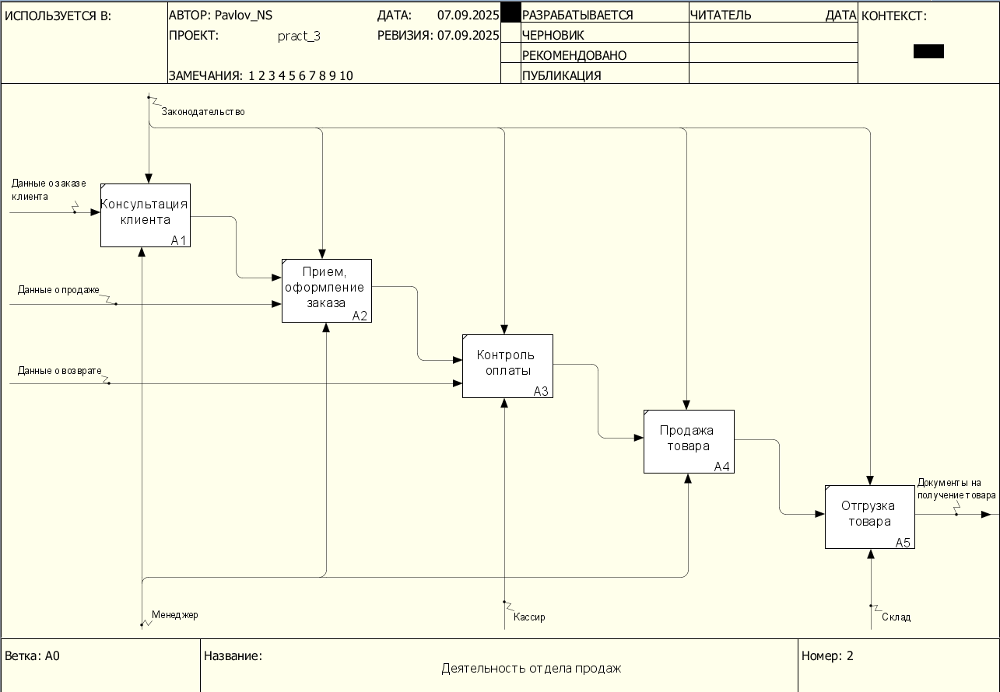 ИСПОЛЬЗУЕТСЯ В:
АВТОР: Pavlov_NS
ДАТА: 07.09.2025
ПРОЕКТ: pract_3
РЕВИЗИЯ: 07.09.2025
ЗАМЕЧАНИЯ: 1 2 3 4 5 6 7 8 9 10
РАЗРАБАТЫВАЕТСЯ
ЧЕРНОВИК
РЕКОМЕНДОВАНО
ПУБЛИКАЦИЯ
ЧИТАТЕЛЬ
ДАТА
КОНТЕКСТ:
Законодательство
Данные о заказе
клиента
Консультация
клиента
A1
Данные о продаже
Прием,
оформление
заказа
A2
Данные о возврате
Контроль
оплаты
A3
Продажа
товара
A4
Отгрузка
товара
A5
Документы на
получение товара
Менеджер
Кассир
Склад
Ветка: A0
Название:
Деятельность отдела продаж
Номер: 2